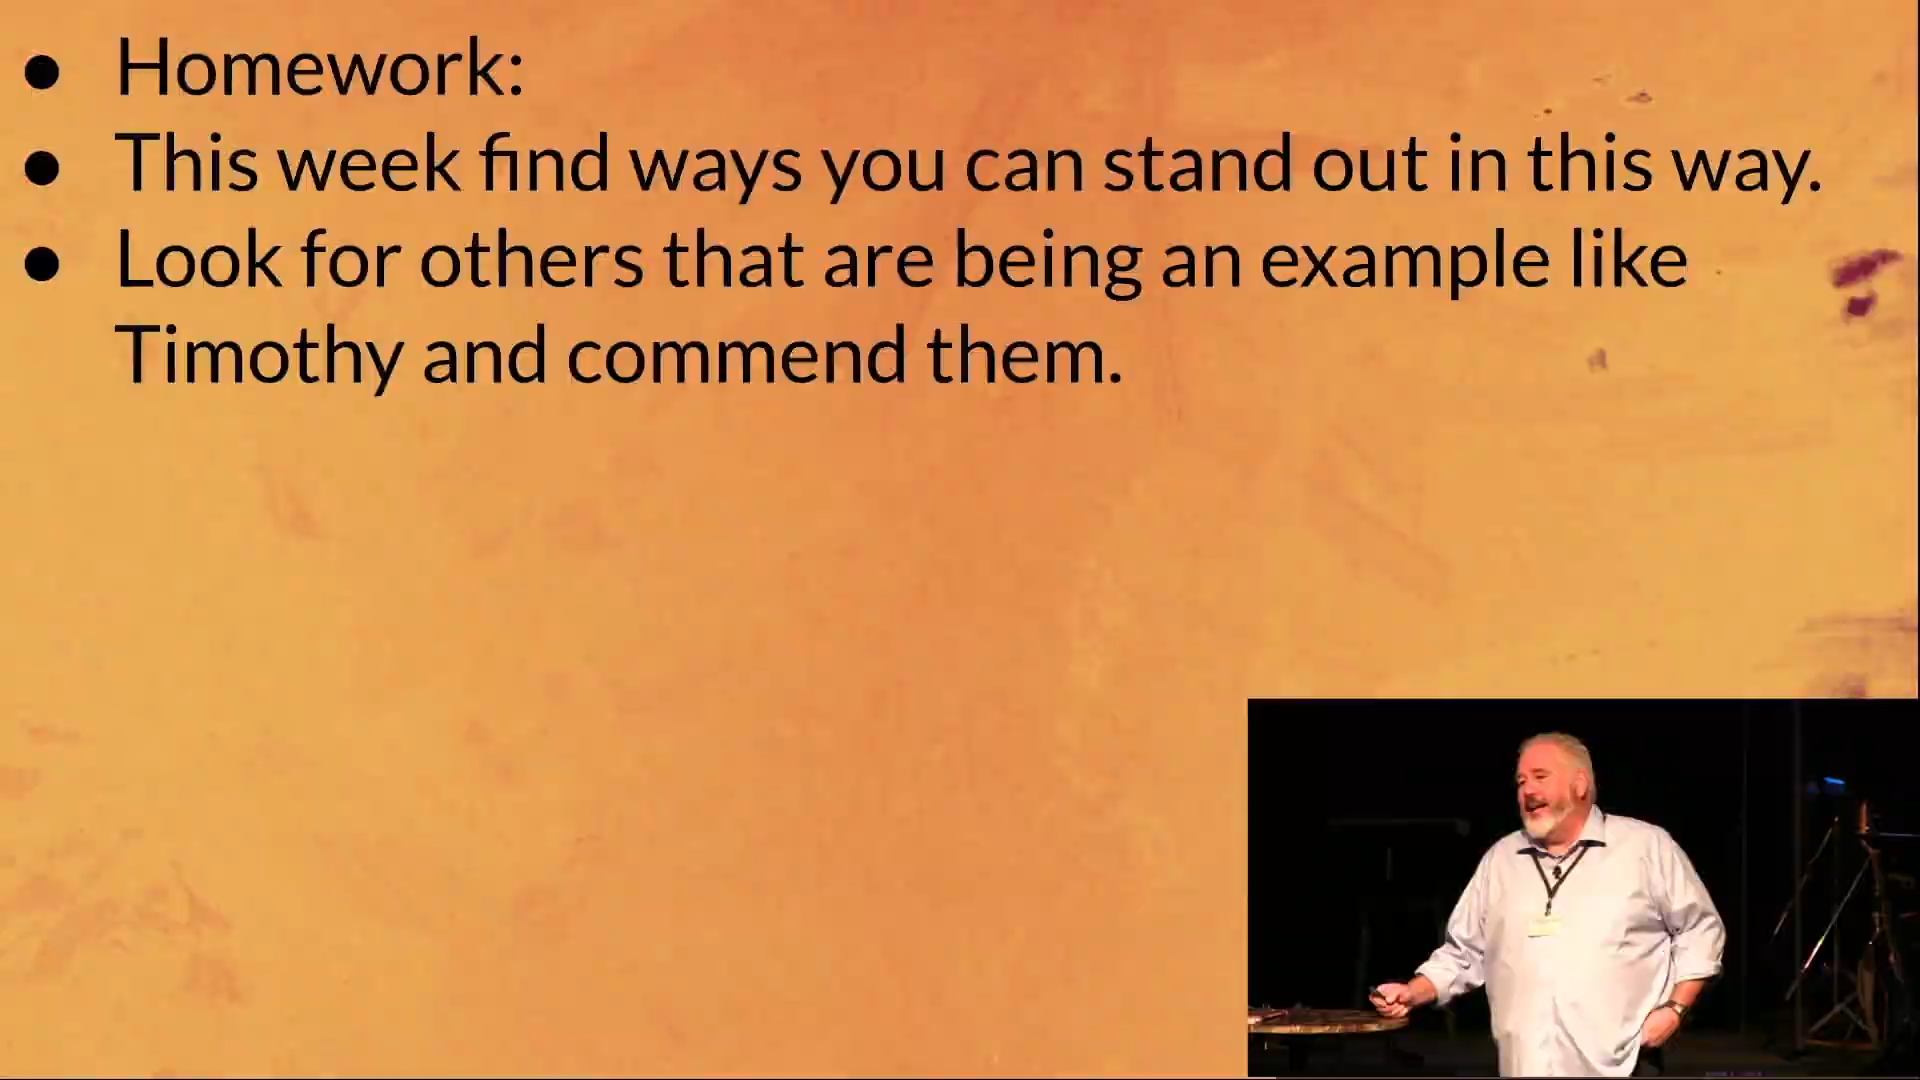 ● Homework:
● This week find ways you can stand out in this way.
● Look for others that are being an example like
Timothy and commend them.